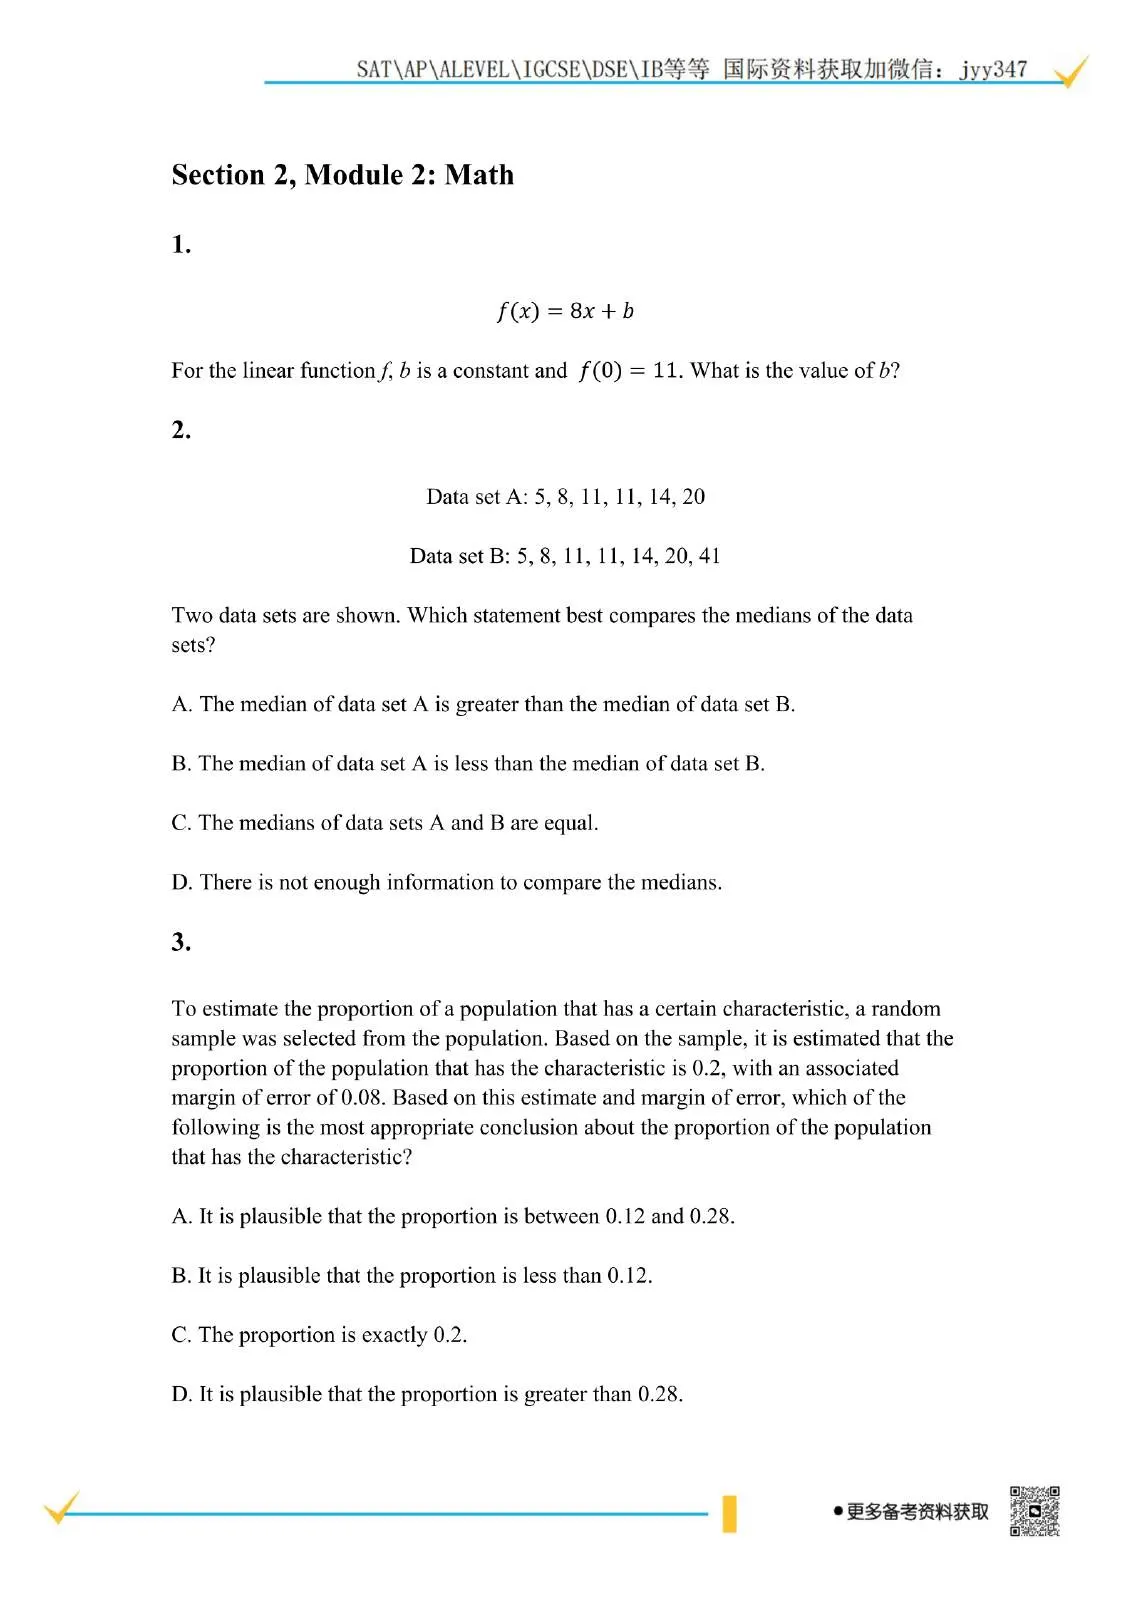 SAT\AP\ALEVEL\IGCSE\DSE\IB等等 国际资料获取加微信：jyy347
Section 2, Module 2: Math
1.
f(x) = 8x + b
For the linear function f, b is a constant and f(0) = 11. What is the value of b?
2.
Data set A: 5, 8, 11, 11, 14, 20
Data set B: 5, 8, 11, 11, 14, 20, 41
Two data sets are shown. Which statement best compares the medians of the data
sets?
A. The median of data set A is greater than the median of data set B.
B. The median of data set A is less than the median of data set B.
C. The medians of data sets A and B are equal.
D. There is not enough information to compare the medians.
3.
To estimate the proportion of a population that has a certain characteristic, a random
sample was selected from the population. Based on the sample, it is estimated that the
proportion of the population that has the characteristic is 0.2, with an associated
margin of error of 0.08. Based on this estimate and margin of error, which of the
following is the most appropriate conclusion about the proportion of the population
that has the characteristic?
A. It is plausible that the proportion is between 0.12 and 0.28.
B. It is plausible that the proportion is less than 0.12.
C. The proportion is exactly 0.2.
D. It is plausible that the proportion is greater than 0.28.
●更多备考资料获取